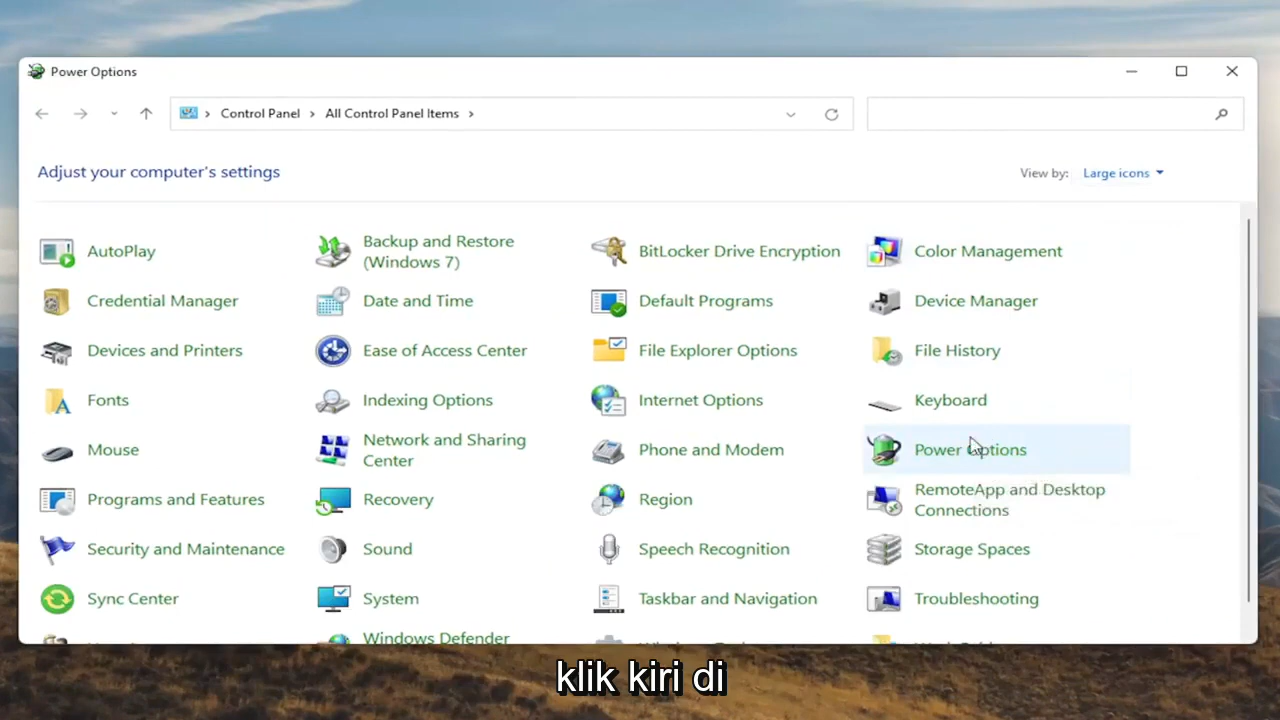 Power Options
Control Panel > All Control Panel Items >
Adjust your computer's settings
View by: Large icons
AutoPlay
Backup and Restore
(Windows 7)
BitLocker Drive Encryption
Color Management
Credential Manager
Date and Time
Default Programs
Device Manager
Devices and Printers
Ease of Access Center
File Explorer Options
File History
Fonts
Indexing Options
Internet Options
Keyboard
Mouse
Network and Sharing
Center
Phone and Modem
Power Options
Programs and Features
Recovery
Region
RemoteApp and Desktop
Connections
Security and Maintenance
Sound
Speech Recognition
Storage Spaces
Sync Center
System
Taskbar and Navigation
Troubleshooting
Windows Defender
klik kiri di